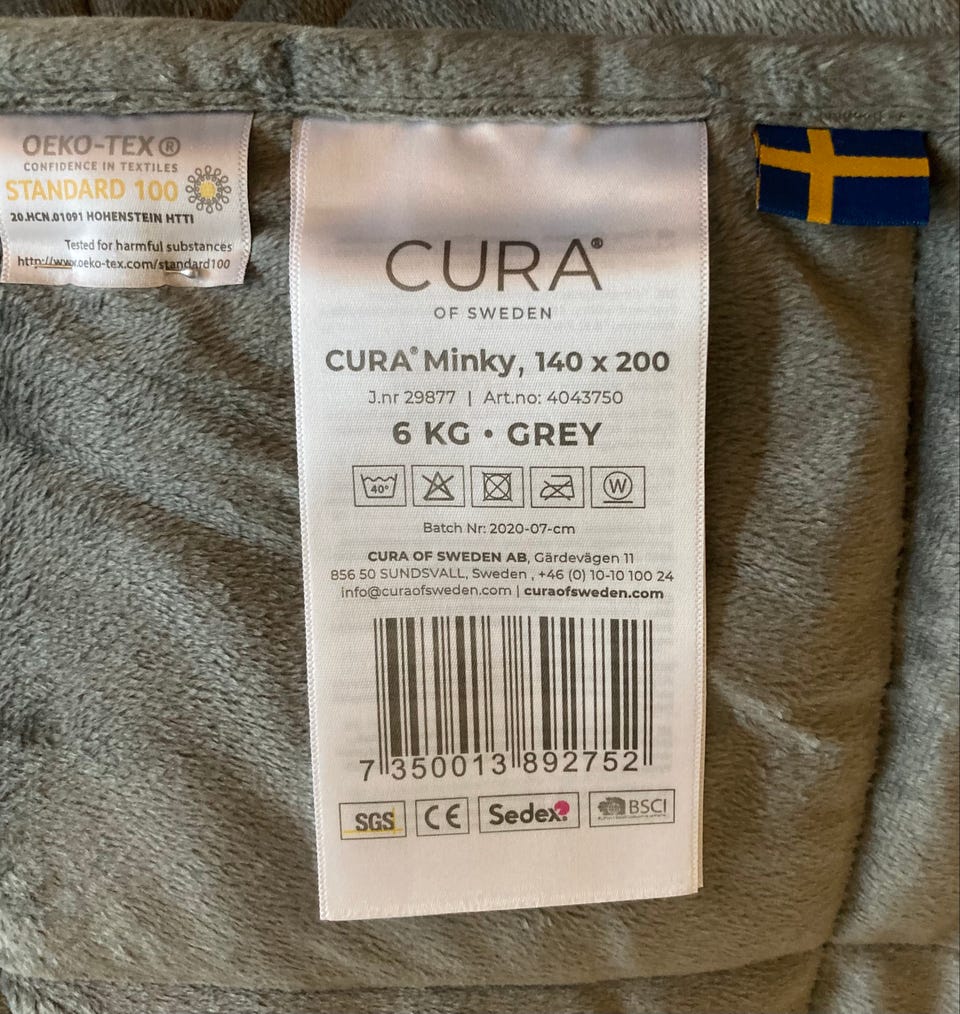 OEKO-TEX®
CONFIDENCE IN TEXTILES
STANDARD 100
20.HCN.01091 HOHENSTEIN HTTI
Tested for harmful substances
http://www.oeko-tex.com/standard100
CURA®
OF SWEDEN
CURA® Minky, 140 x 200
J.nr 29877 | Art.no: 4043750
6 KG • GREY
40°
W
Batch Nr: 2020-07-cm
CURA OF SWEDEN AB, Gärdevägen 11
856 50 SUNDSVALL, Sweden , +46 (0) 10-10 100 24
info@curaofsweden.com | curaofsweden.com
7 350013 892752
SGS CE Sedex BSCI